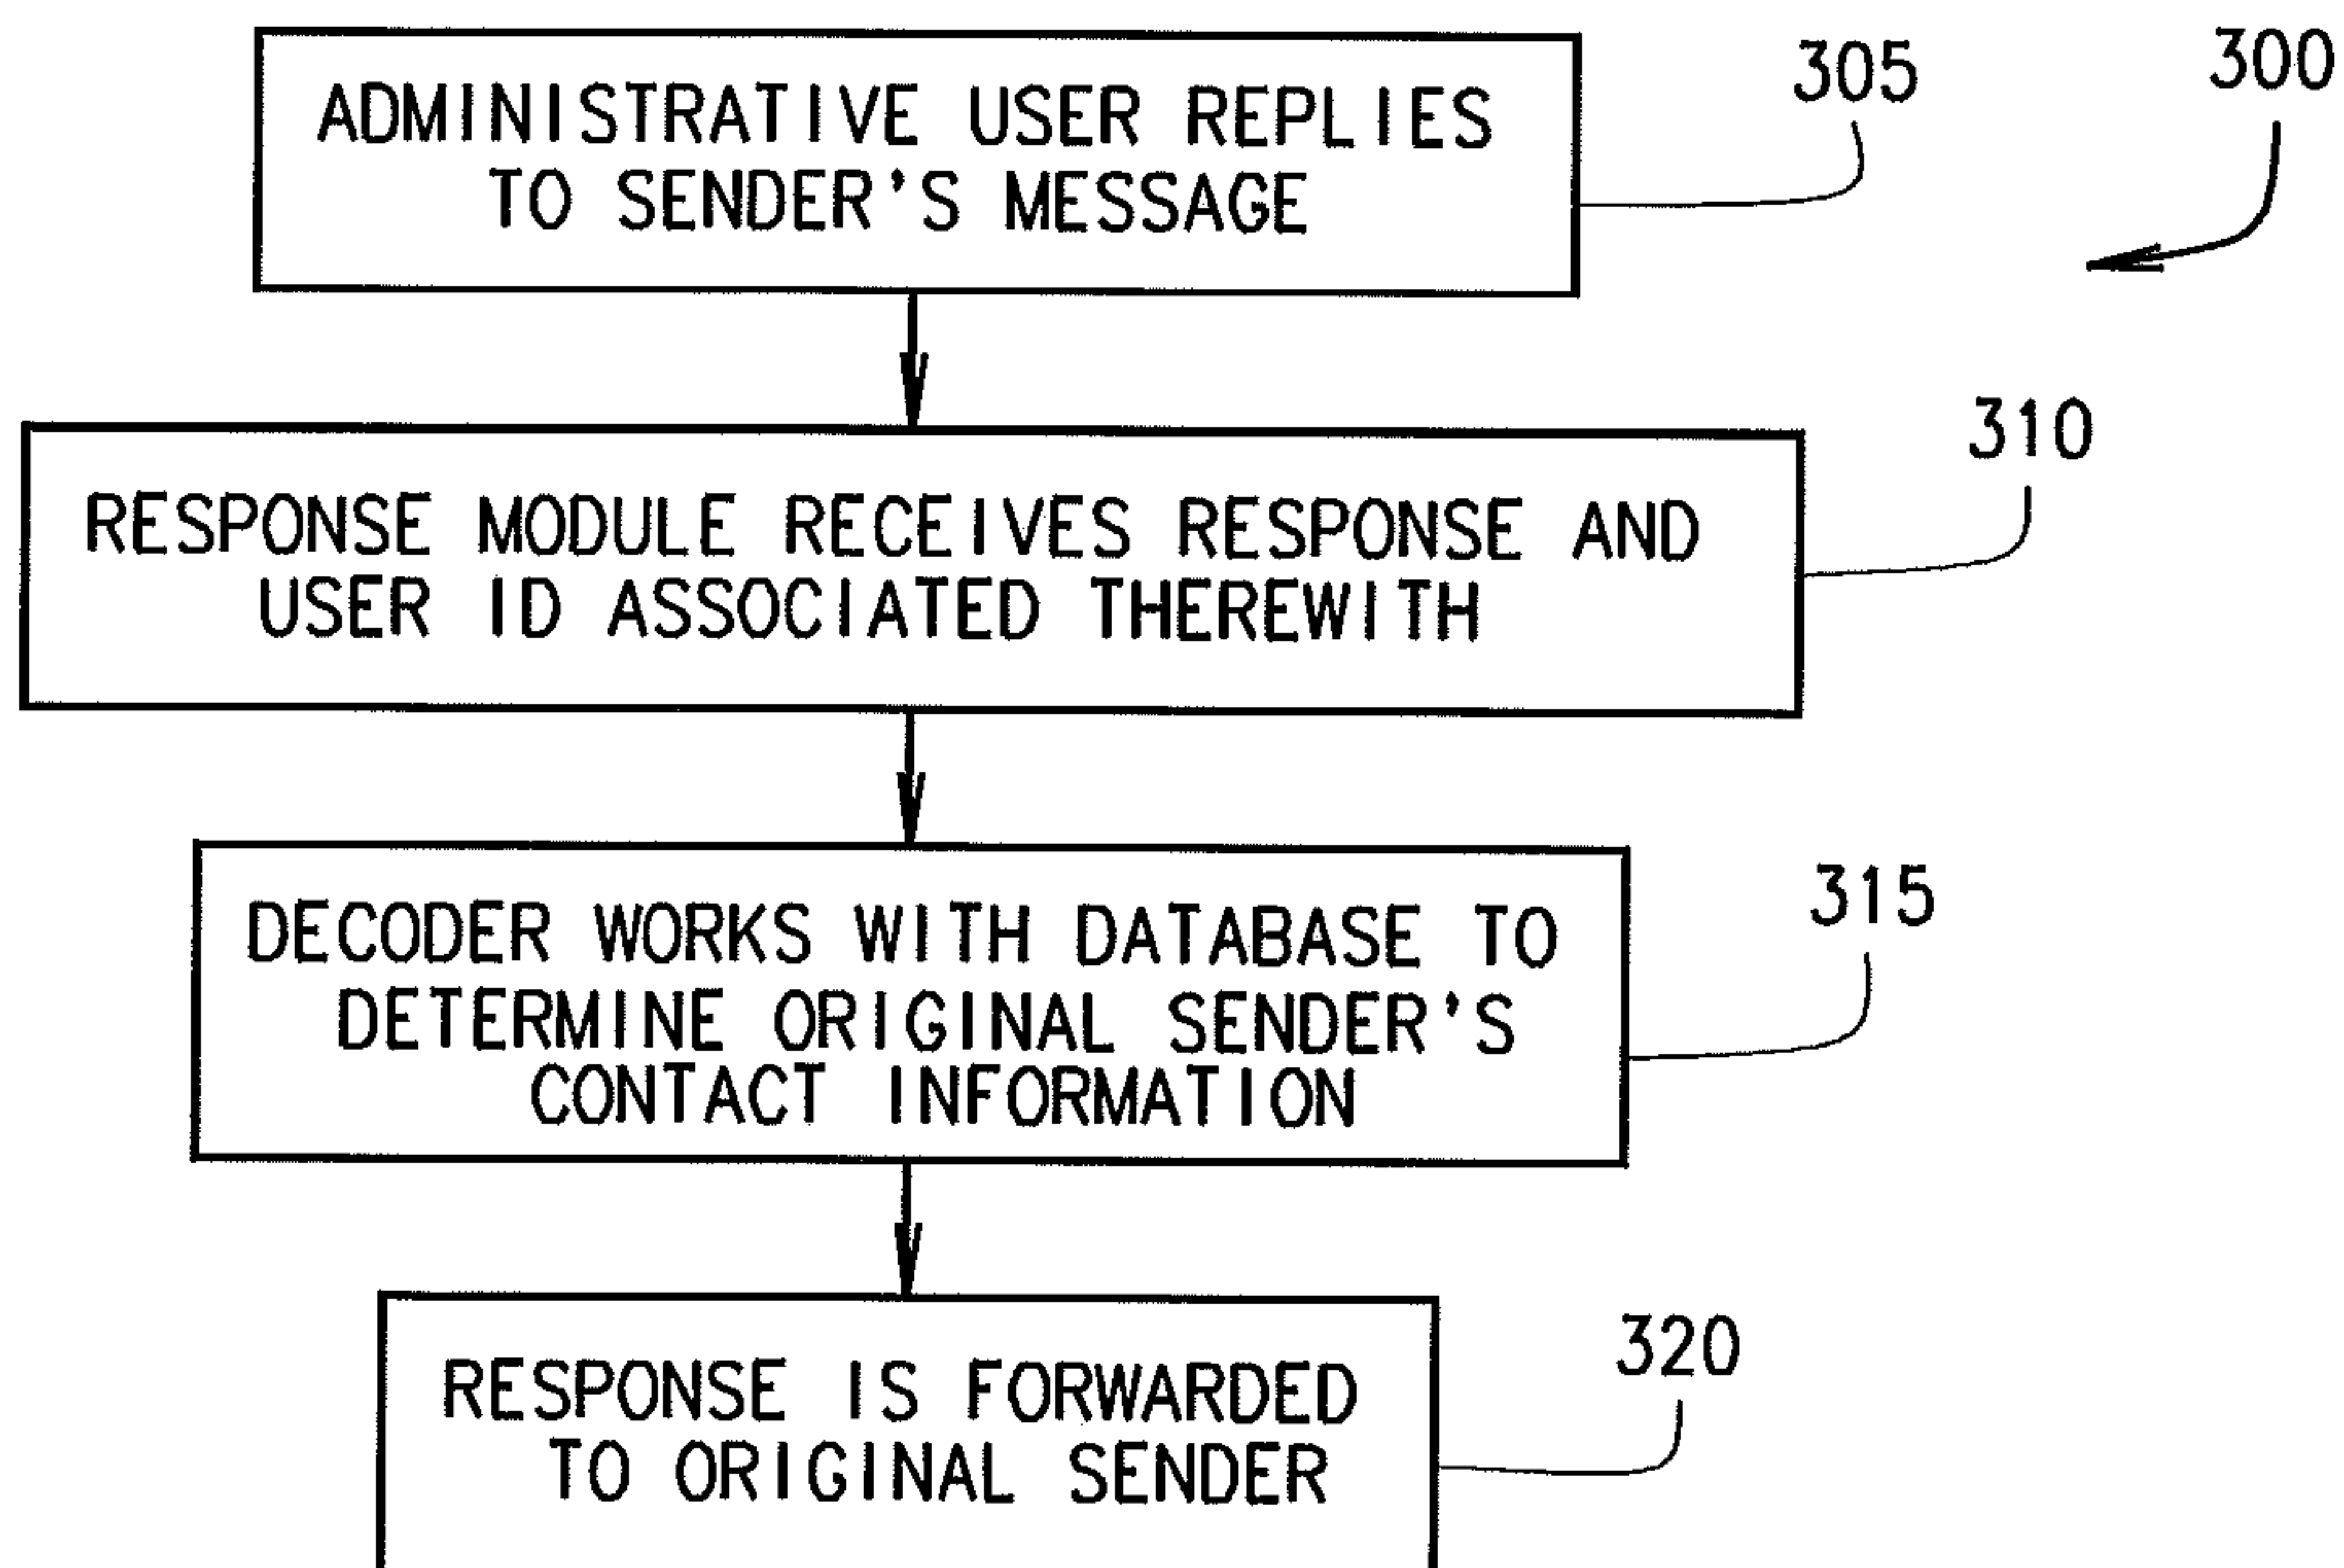 300
305
ADMINISTRATIVE USER REPLIES
TO SENDER'S MESSAGE
310
RESPONSE MODULE RECEIVES RESPONSE AND
USER ID ASSOCIATED THEREWITH
315
DECODER WORKS WITH DATABASE TO
DETERMINE ORIGINAL SENDER'S
CONTACT INFORMATION
320
RESPONSE IS FORWARDED
TO ORIGINAL SENDER